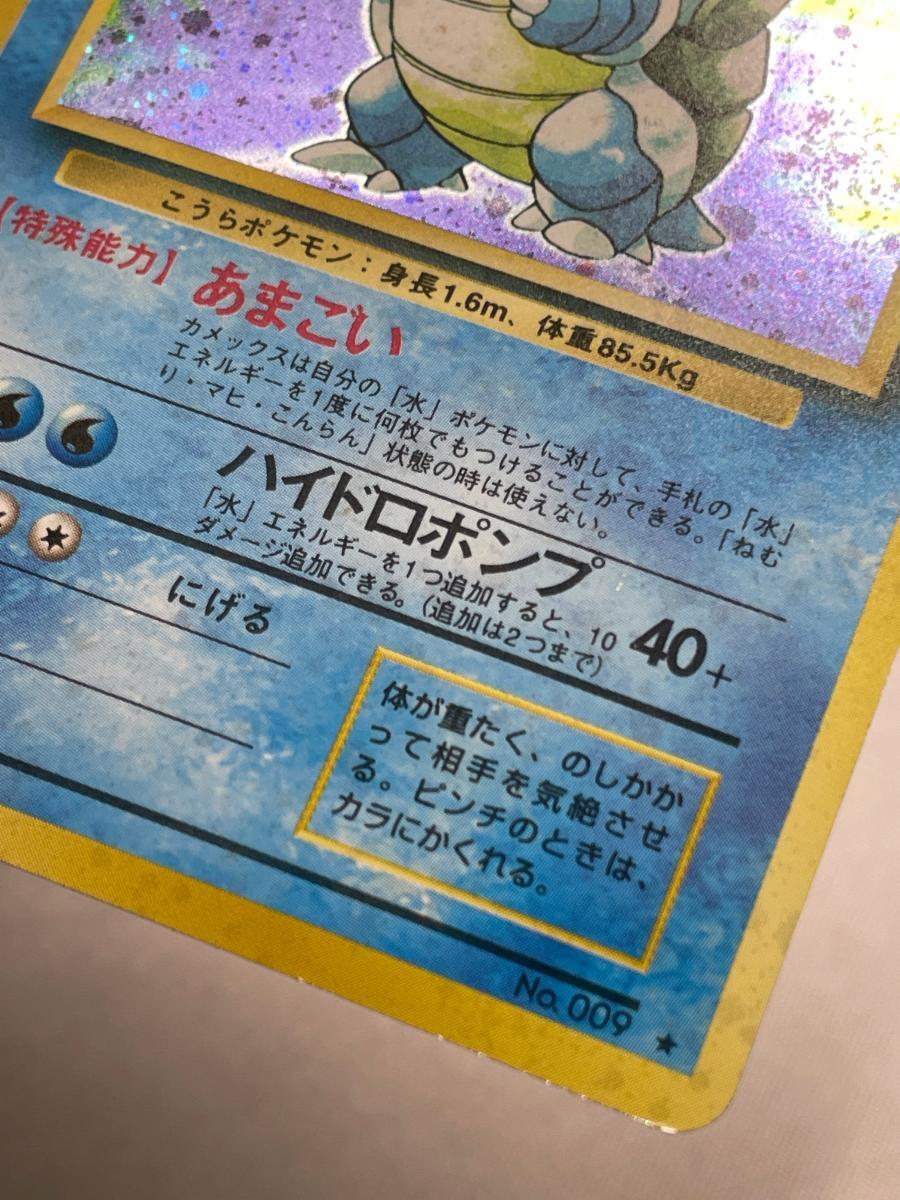 こうらポケモン：身長1.6m、体重85.5Kg
【特殊能力】あまごい
カメックスは自分の「水」ポケモンに対して、手札の「水」
エネルギーを1度に何枚でもつけることができる。「ねむ
り・マヒ・こんらん」状態の時は使えない。
ハイドロポンプ
「水」エネルギーを1つ追加すると、10
ダメージ追加できる。（追加は2つまで）
40+
にげる
体が重たく、のしかか
って相手を気絶させ
る。ピンチのときは、
カラにかくれる。
No.009 ★